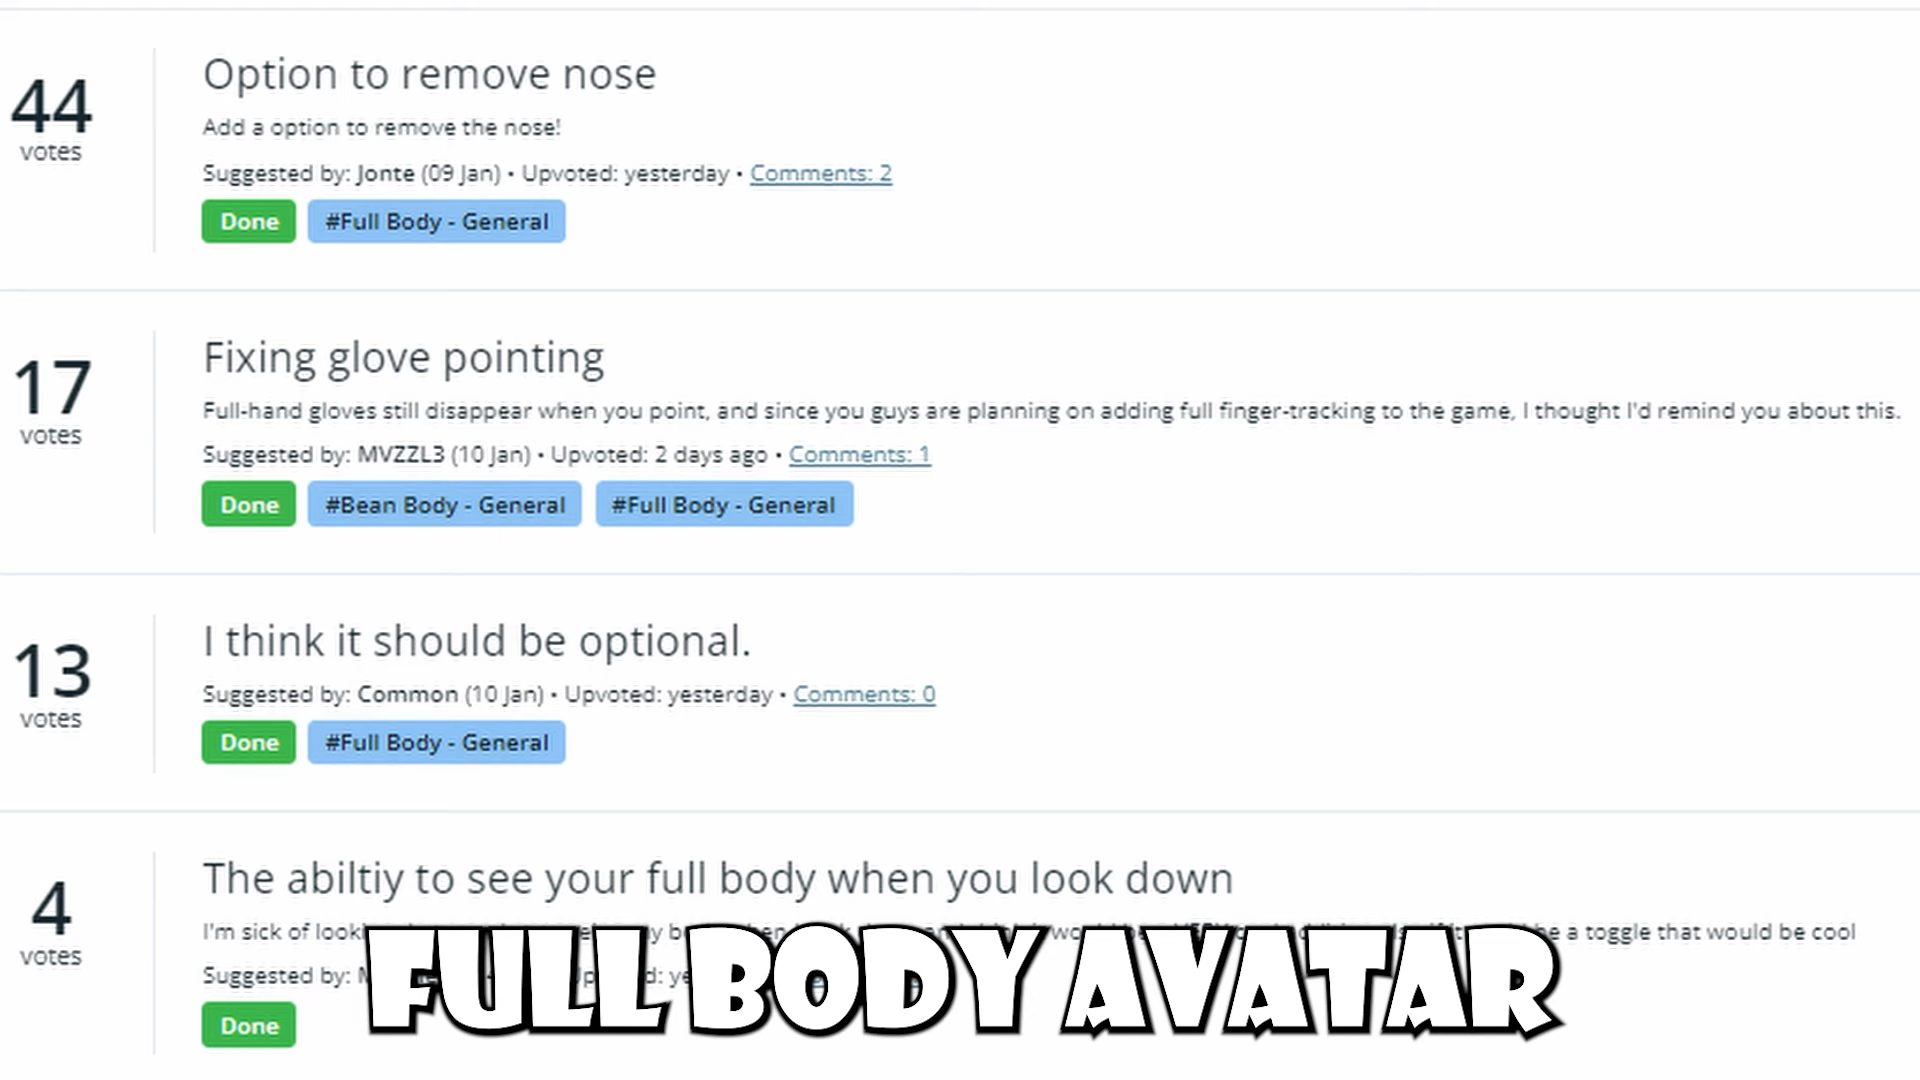 44
votes
Option to remove nose
Add a option to remove the nose!
Suggested by: Jonte (09 Jan) • Upvoted: yesterday • Comments: 2
Done #Full Body - General
17
votes
Fixing glove pointing
Full-hand gloves still disappear when you point, and since you guys are planning on adding full finger-tracking to the game, I thought I'd remind you about this.
Suggested by: MVZZL3 (10 Jan) • Upvoted: 2 days ago • Comments: 1
Done #Bean Body - General #Full Body - General
13
votes
I think it should be optional.
Suggested by: Common (10 Jan) • Upvoted: yesterday • Comments: 0
Done #Full Body - General
4
votes
The abiltiy to see your full body when you look down
I'm sick of be a toggle that would be cool
Suggested by:
Done
FULL BODY AVATAR